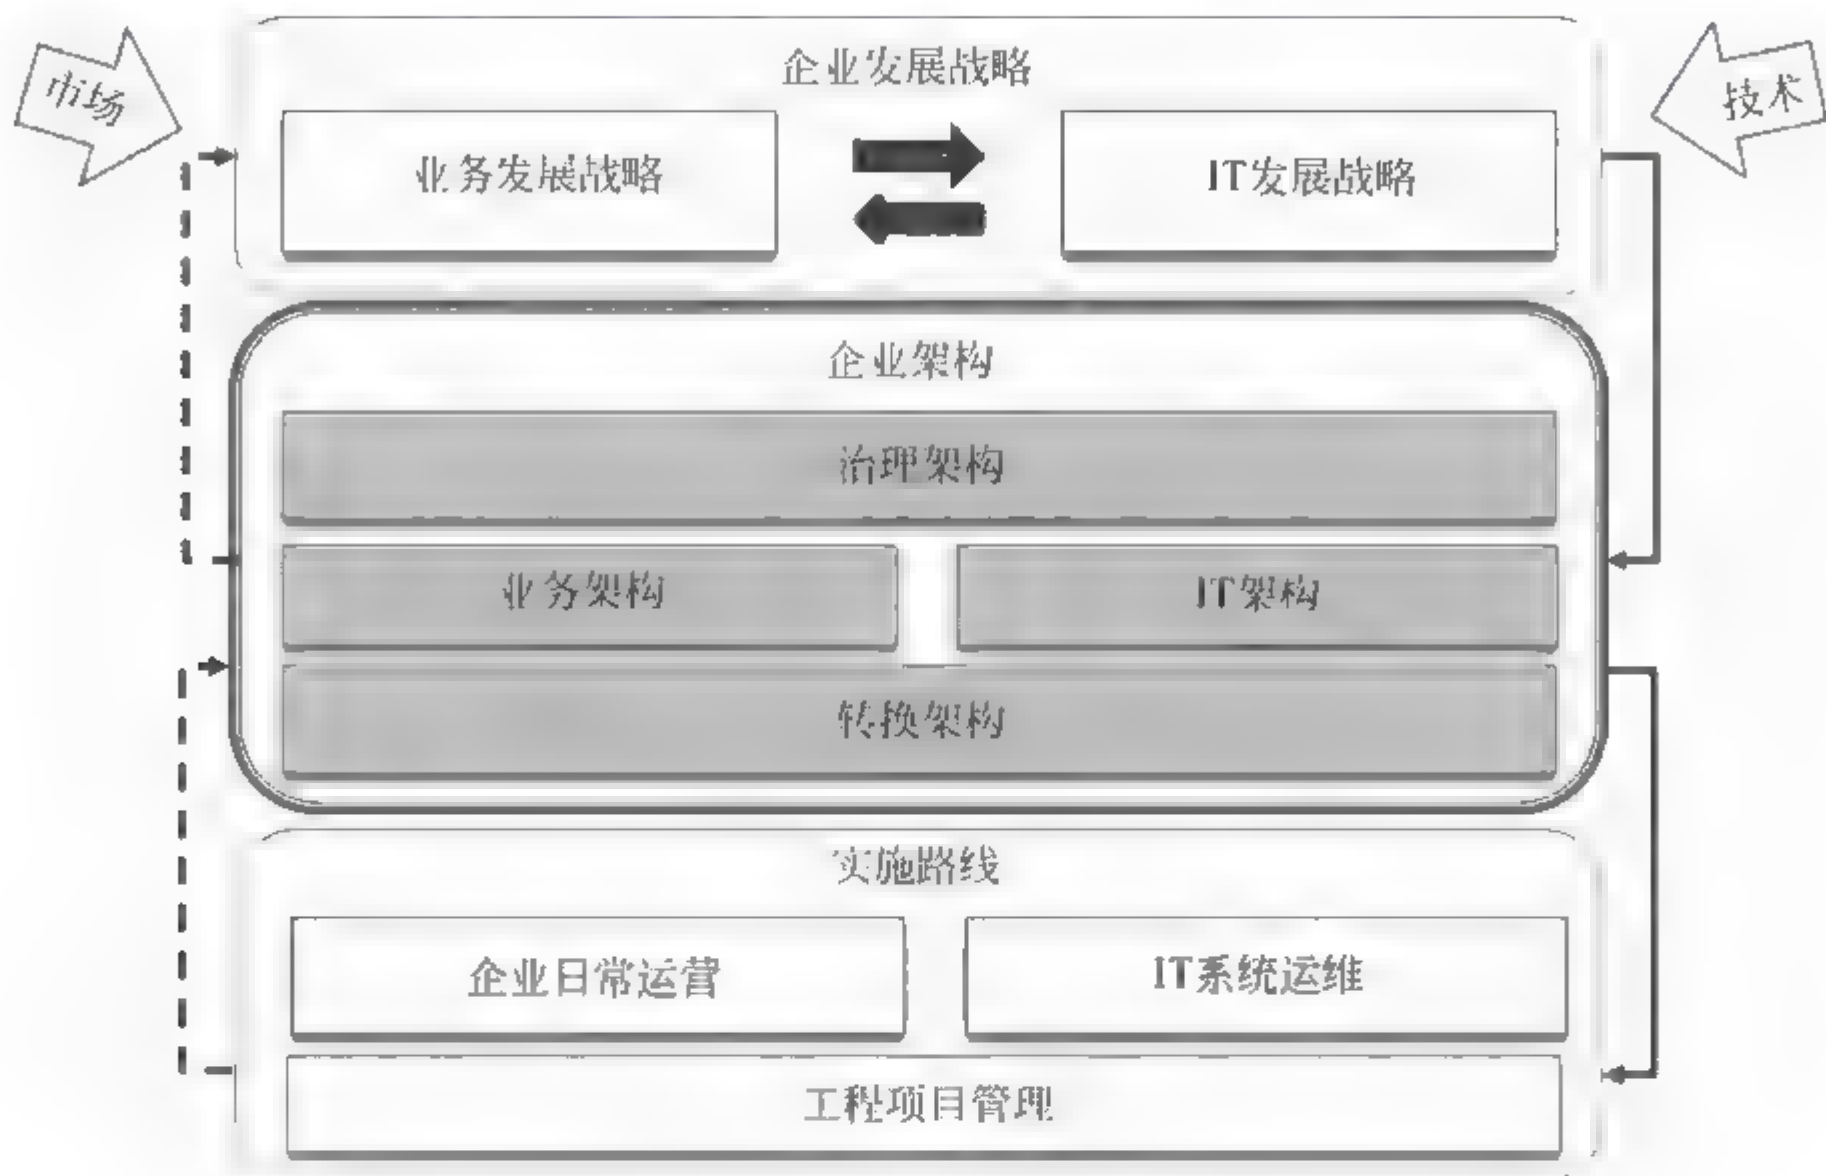 企业发展战略
市场
技术
业务发展战略
IT发展战略
企业架构
治理架构
业务架构
IT架构
转换架构
实施路线
企业日常运营
IT系统运维
工程项目管理